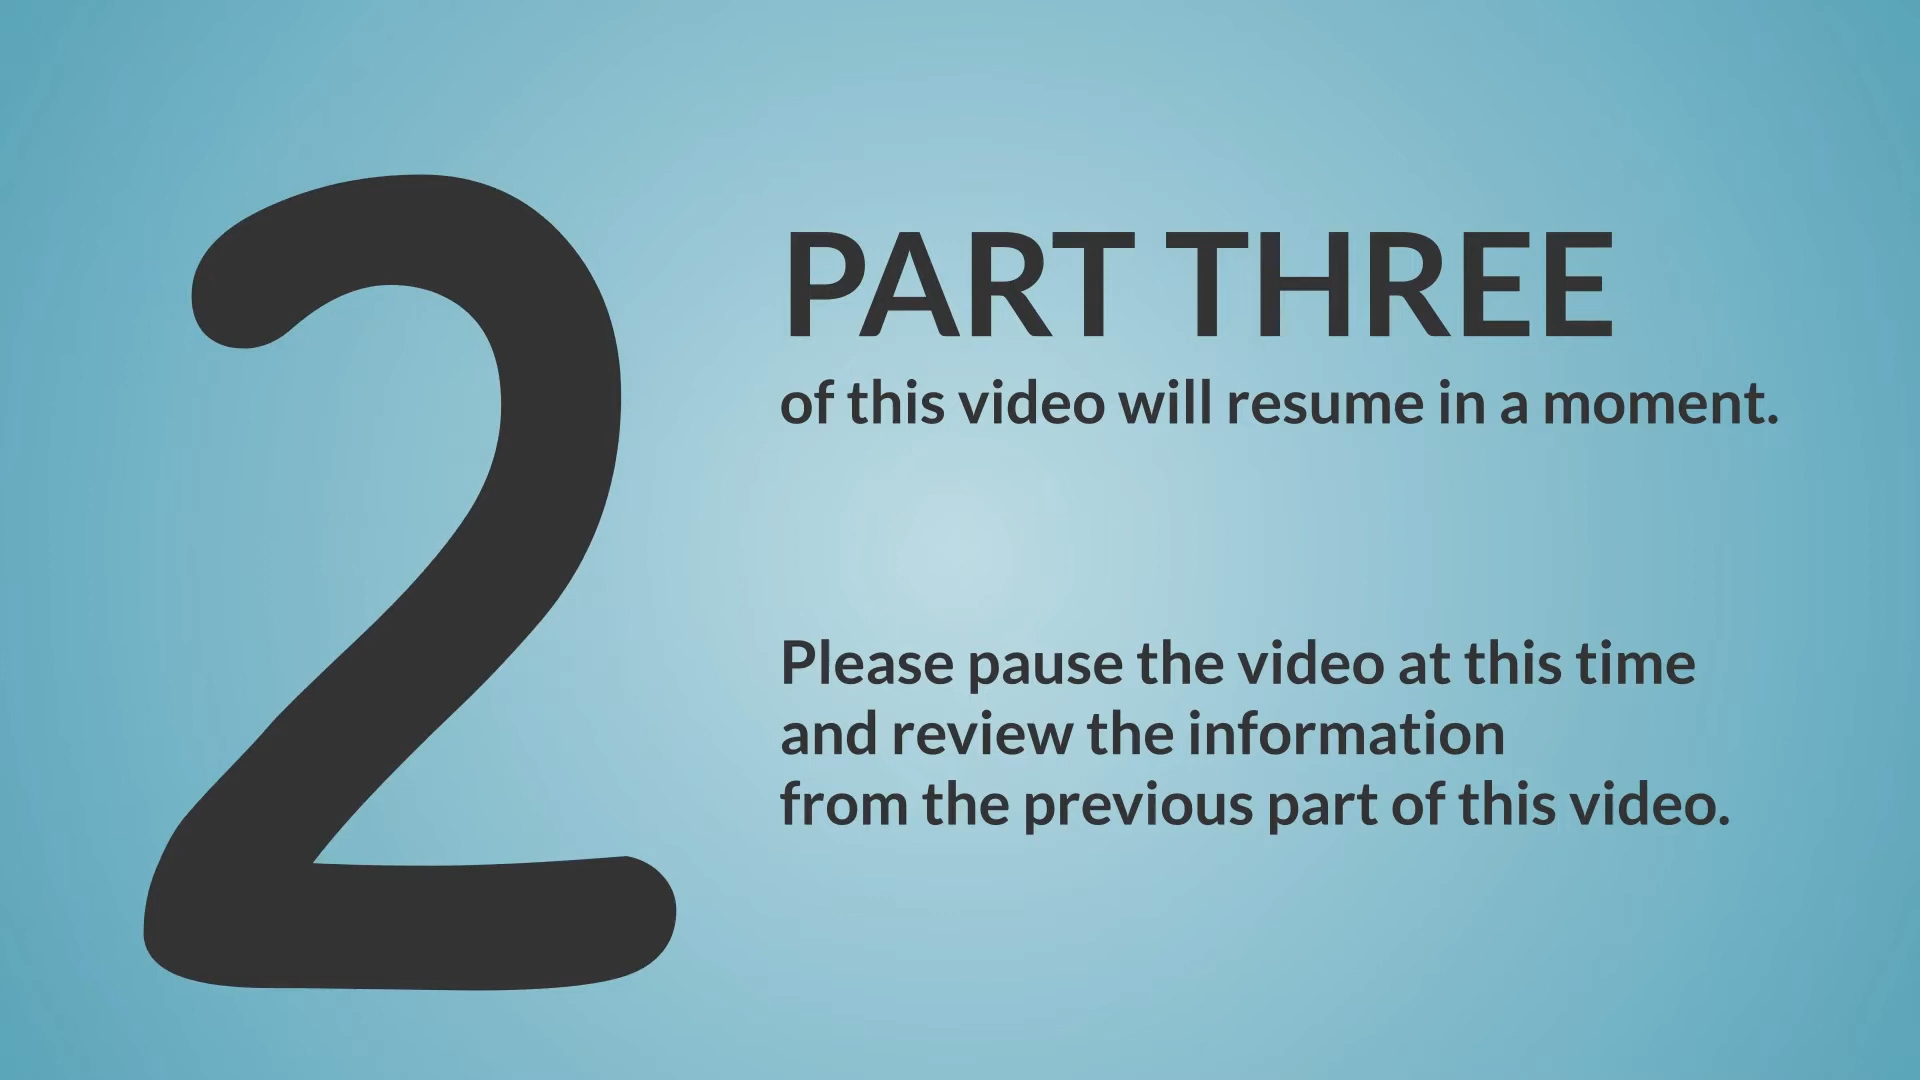 2
PART THREE
of this video will resume in a moment.
Please pause the video at this time
and review the information
from the previous part of this video.